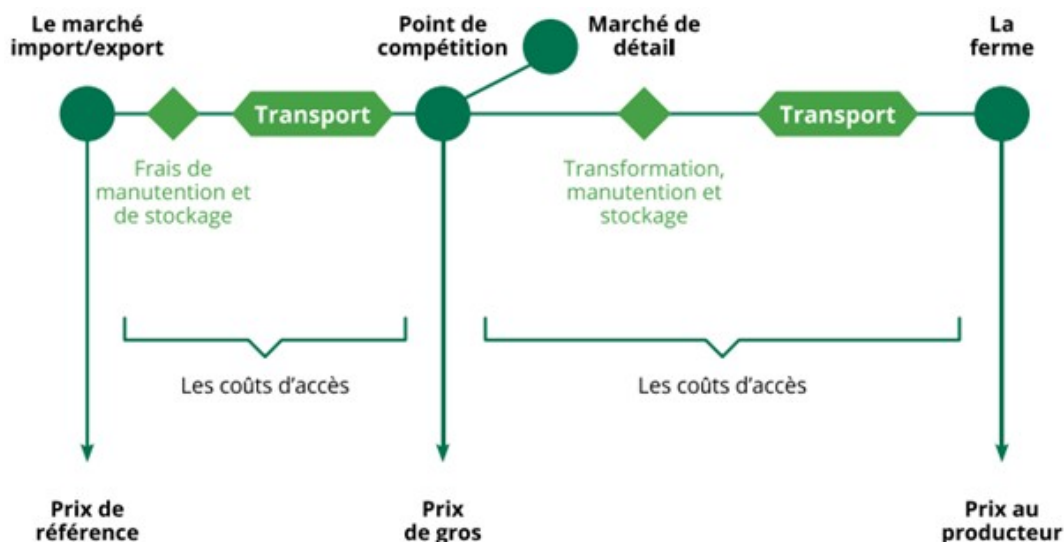 Le marché
import/export
Point de
compétition
Marché de
détail
La
ferme
Transport
Transport
Frais de
manutention et
de stockage
Transformation,
manutention et
stockage
Les coûts d'accès
Les coûts d'accès
Prix de
référence
Prix
de gros
Prix au
producteur